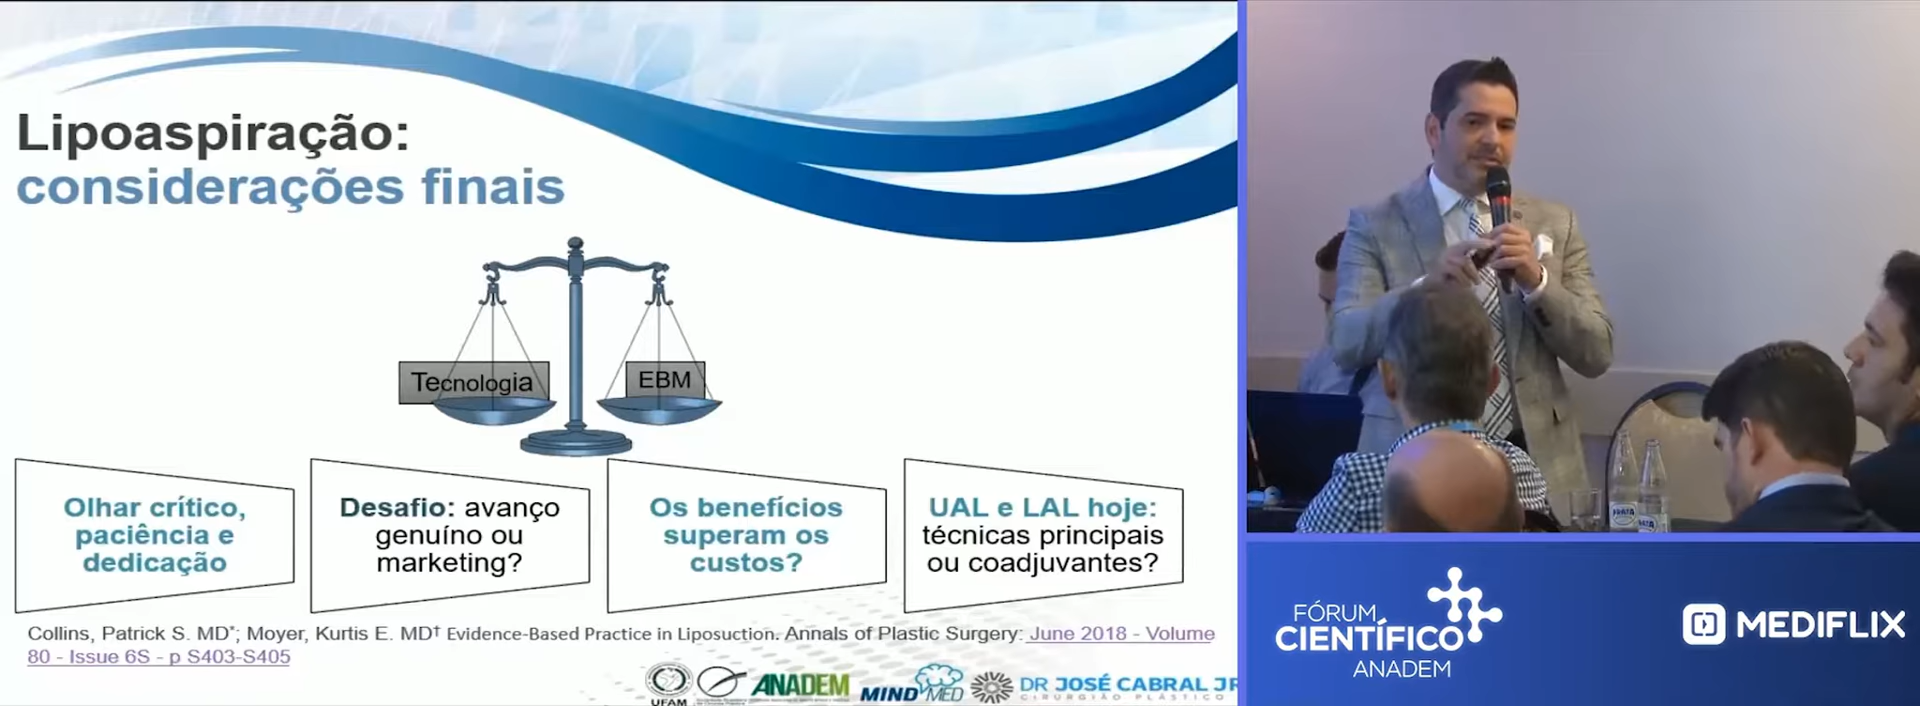 Lipoaspiração:
considerações finais
Tecnologia
EBM
Olhar crítico,
paciência e
dedicação
Desafio: avanço
genuíno ou
marketing?
Os benefícios
superam os
custos?
UAL e LAL hoje:
técnicas principais
ou coadjuvantes?
Collins, Patrick S. MD*; Moyer, Kurtis E. MD† Evidence-Based Practice in Liposuction. Annals of Plastic Surgery: June 2018 - Volume
80 - Issue 6S - p S403-S405
UFAM
ANADEM
MINDMED
DR JOSÉ CABRAL JR
CIRURGIÃO PLÁSTICO
PRATA
PRATA
FÓRUM
CIENTÍFICO
ANADEM
MEDIFLIX